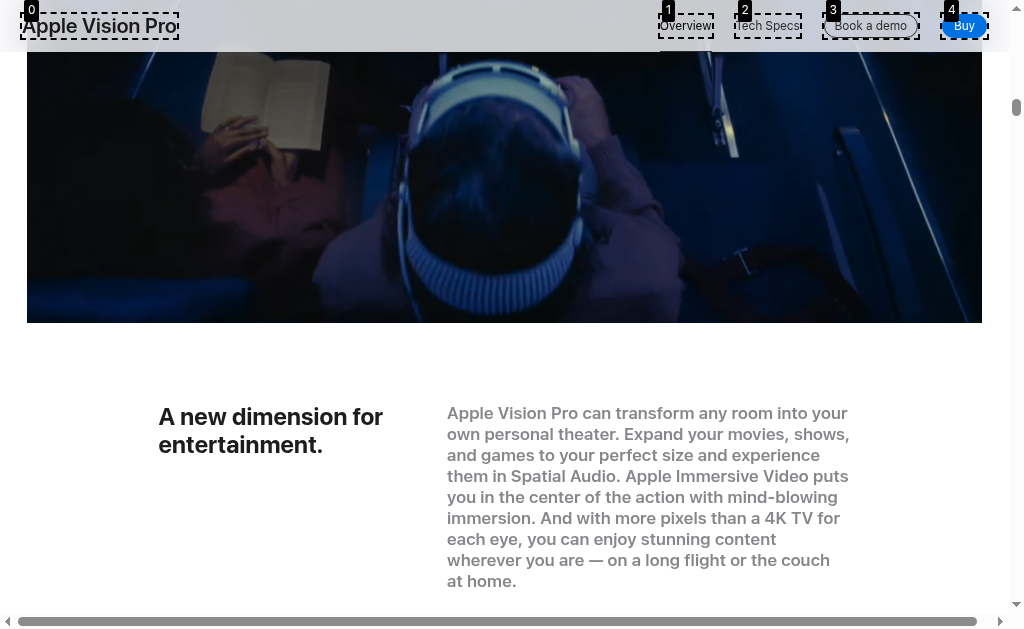 0 1 2 3 4
Apple Vision Pro Overview Tech Specs Book a demo Buy
A new dimension for
entertainment.
Apple Vision Pro can transform any room into your
own personal theater. Expand your movies, shows,
and games to your perfect size and experience
them in Spatial Audio. Apple Immersive Video puts
you in the center of the action with mind-blowing
immersion. And with more pixels than a 4K TV for
each eye, you can enjoy stunning content
wherever you are — on a long flight or the couch
at home.